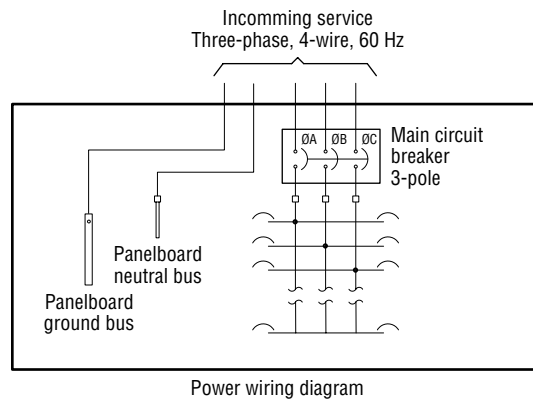 Incomming service
Three-phase, 4-wire, 60 Hz
ØA ØB ØC
Main circuit
breaker
3-pole
Panelboard
neutral bus
Panelboard
ground bus
Power wiring diagram